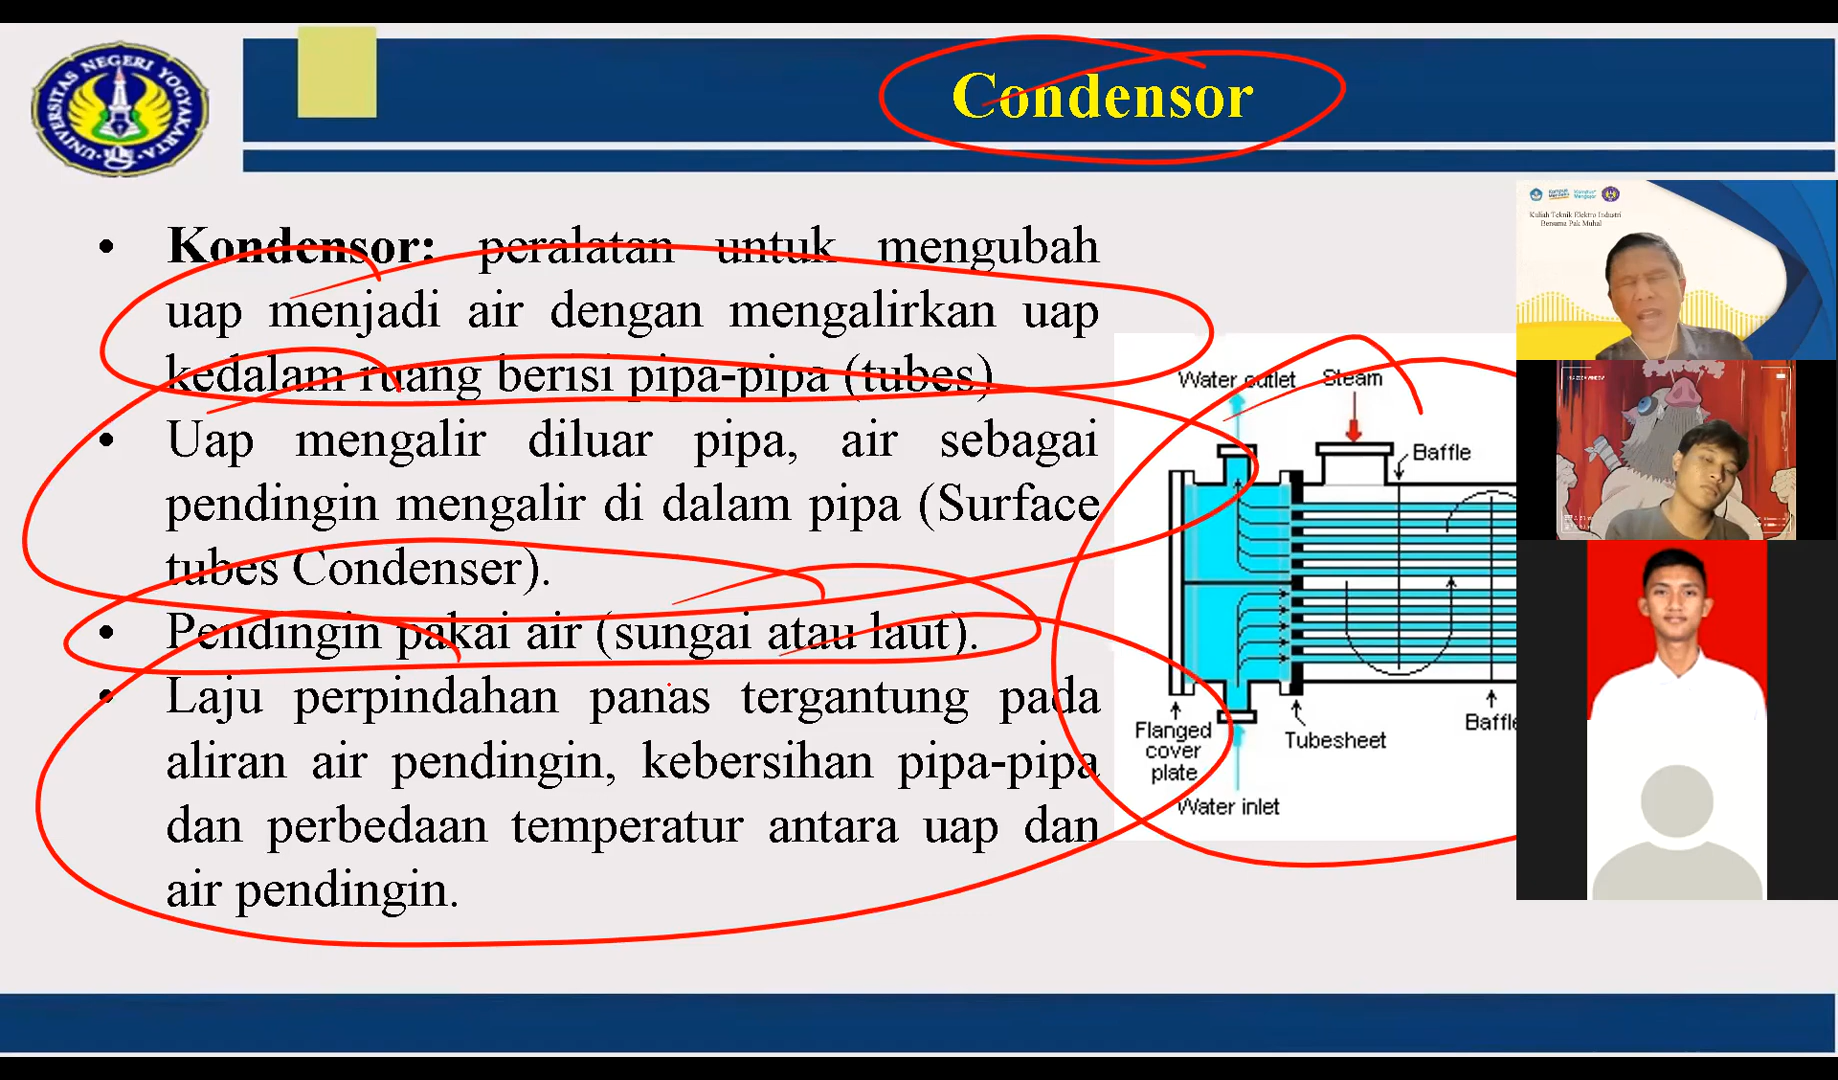 UNIVERSITAS NEGERI YOGYAKARTA
Condensor
• Kondensor: peralatan untuk mengubah
uap menjadi air dengan mengalirkan uap
kedalam ruang berisi pipa-pipa (tubes)
• Uap mengalir diluar pipa, air sebagai
pendingin mengalir di dalam pipa (Surface
tubes Condenser).
• Pendingin pakai air (sungai atau laut).
• Laju perpindahan panas tergantung pada
aliran air pendingin, kebersihan pipa-pipa
dan perbedaan temperatur antara uap dan
air pendingin.
Water outlet
Steam
Baffle
Flanged
cover
plate
Tubesheet
Baffle
Water inlet
Kuliah Teknik Elektro Industri
Bersama Pak Muhal